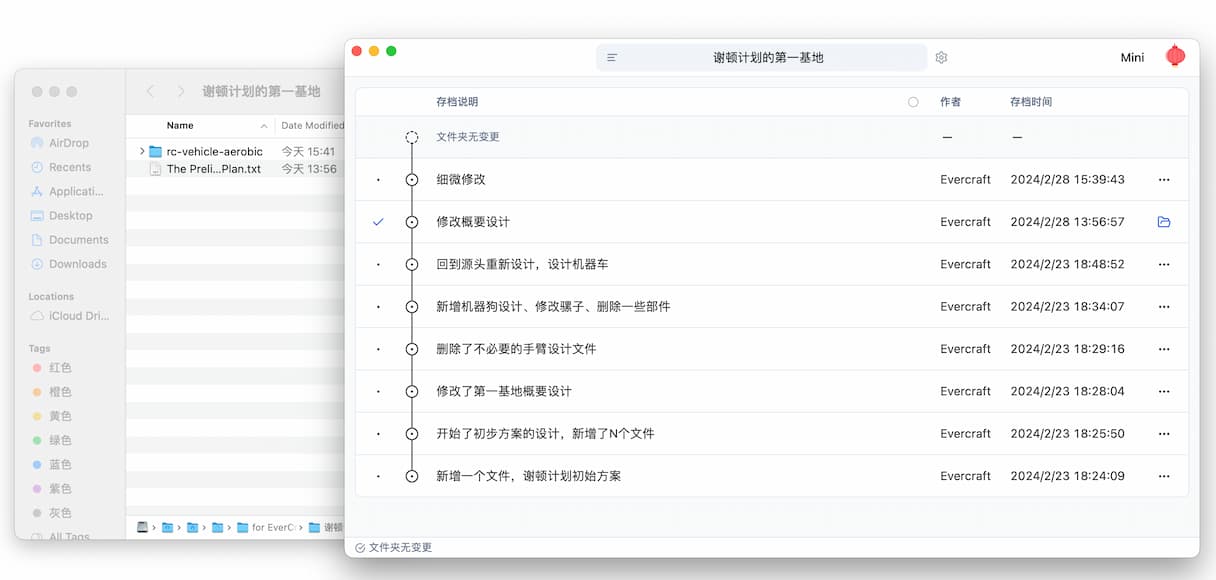 谢顿计划的第一基地
Favorites
AirDrop
Recents
Applicati...
Desktop
Documents
Downloads
Locations
iCloud Dri...
Tags
红色
橙色
黄色
绿色
蓝色
紫色
灰色
All Tags
Name Date Modified
rc-vehicle-aerobic 今天 15:41
The Preli...Plan.txt 今天 13:56
for EverC 谢顿
谢顿计划的第一基地 Mini
存档说明 作者 存档时间
文件夹无变更 — —
细微修改 Evercraft 2024/2/28 15:39:43
修改概要设计 Evercraft 2024/2/28 13:56:57
回到源头重新设计，设计机器车 Evercraft 2024/2/23 18:48:52
新增机器狗设计、修改骡子、删除一些部件 Evercraft 2024/2/23 18:34:07
删除了不必要的手臂设计文件 Evercraft 2024/2/23 18:29:16
修改了第一基地概要设计 Evercraft 2024/2/23 18:28:04
开始了初步方案的设计，新增了N个文件 Evercraft 2024/2/23 18:25:50
新增一个文件，谢顿计划初始方案 Evercraft 2024/2/23 18:24:09
文件夹无变更